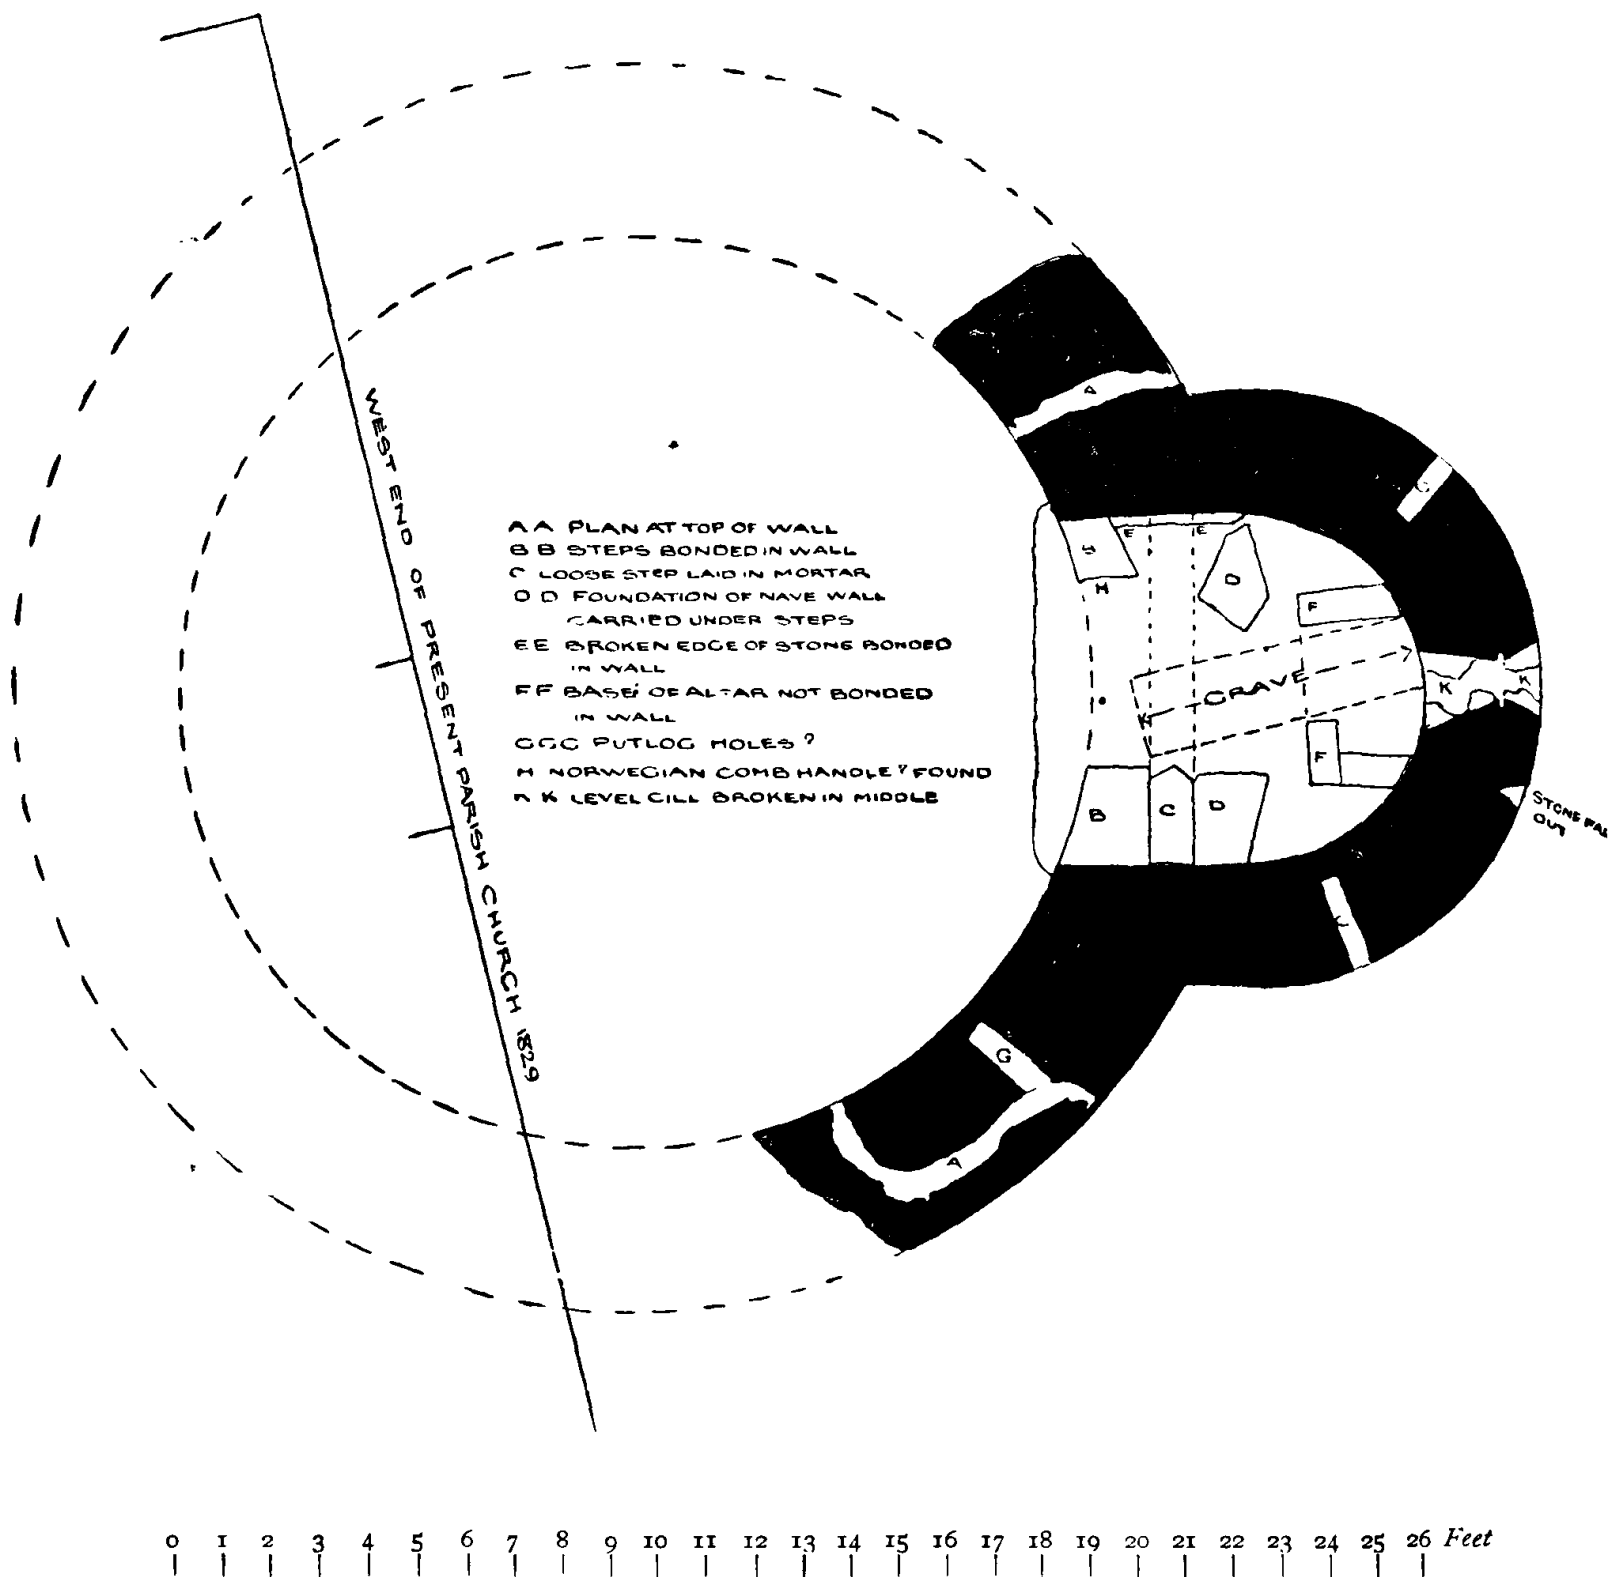 WEST END OF PRESENT PARISH CHURCH 1829
A A PLAN AT TOP OF WALL
B B STEPS BONDED IN WALL
C LOOSE STEP LAID IN MORTAR
D D FOUNDATION OF NAVE WALL
CARRIED UNDER STEPS
EE BROKEN EDGE OF STONE BONDED
IN WALL
FF BASE OF ALTAR NOT BONDED
IN WALL
GGG PUTLOG HOLES ?
H NORWEGIAN COMB HANDLE ? FOUND
K K LEVEL CILL BROKEN IN MIDDLE
A
G
B
E
E
H
D
F
GRAVE
K
K
F
B
C
D
STONE FAL
OUT
G
G
A
0 1 2 3 4 5 6 7 8 9 10 11 12 13 14 15 16 17 18 19 20 21 22 23 24 25 26 Feet